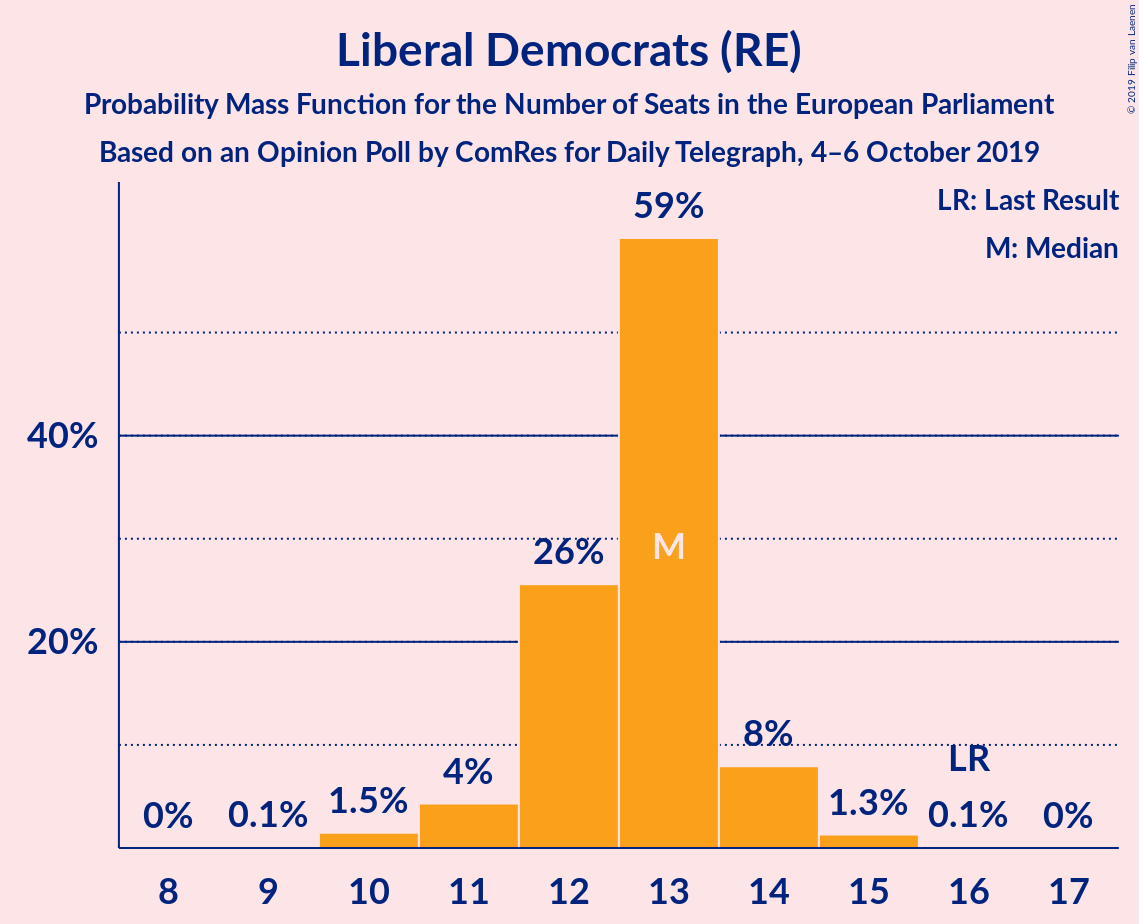 Liberal Democrats (RE)
Probability Mass Function for the Number of Seats in the European Parliament
Based on an Opinion Poll by ComRes for Daily Telegraph, 4–6 October 2019
© 2019 Filip van Laenen
LR: Last Result
M: Median
40%
20%
0%
0.1%
1.5%
4%
26%
59%
M
8%
1.3%
LR
0.1%
0%
8 9 10 11 12 13 14 15 16 17